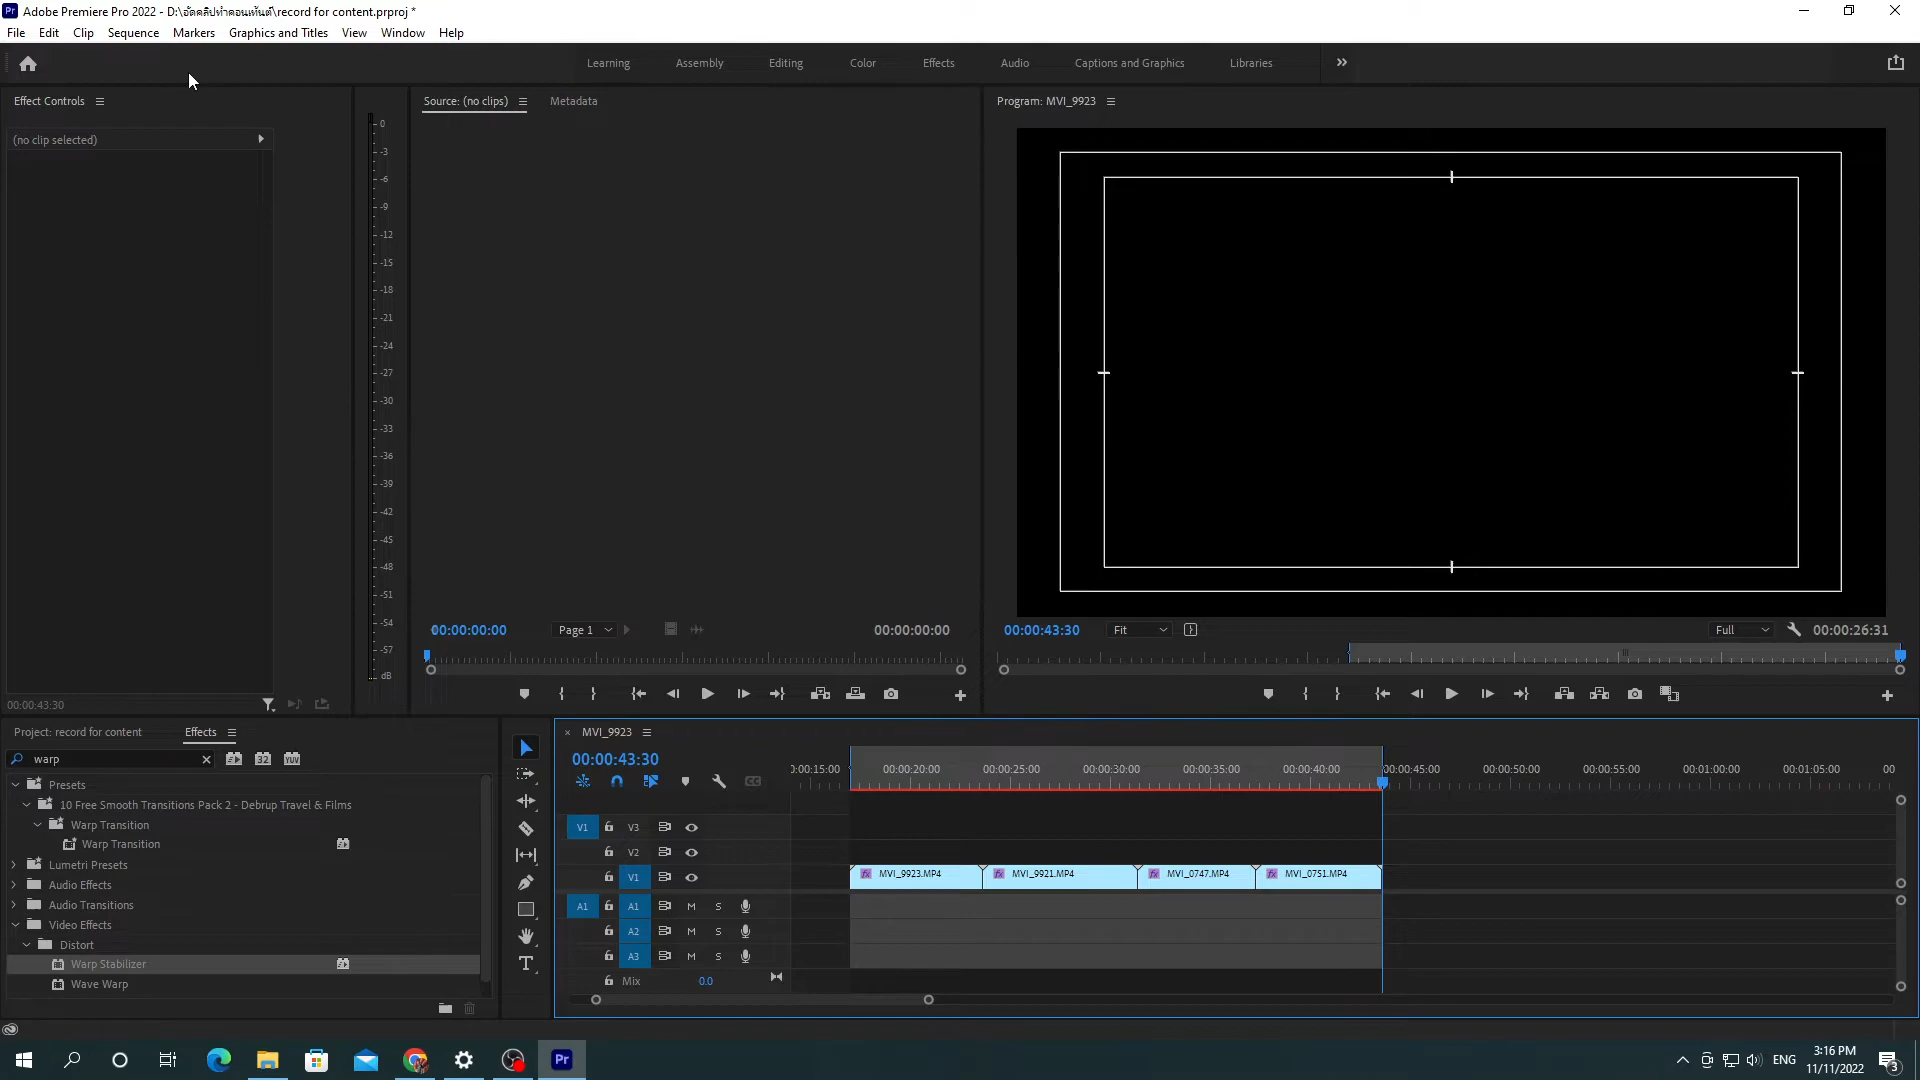 Adobe Premiere Pro 2022 - D:\อัดคลิปทำคอนเท้นต์\record for content.prproj *
File Edit Clip Sequence Markers Graphics and Titles View Window Help
Learning Assembly Editing Color Effects Audio Captions and Graphics Libraries
Effect Controls
Source: (no clips) Metadata
Program: MVI_9923
(no clip selected)
0
-3
-6
-9
-12
-15
-18
-21
-24
-27
-30
-33
-36
-39
-42
-45
-48
-51
-54
-57
dB
00:00:00:00 Page 1 00:00:00:00
00:00:43:30 Fit Full 00:00:26:31
00:00:43:30
Project: record for content Effects
MVI_9923
warp
00:00:43:30
0:00:15:00 00:00:20:00 00:00:25:00 00:00:30:00 00:00:35:00 00:00:40:00 00:00:45:00 00:00:50:00 00:00:55:00 00:01:00:00 00:01:05:00 00
Presets
10 Free Smooth Transitions Pack 2 - Debrup Travel & Films
Warp Transition
Warp Transition
Lumetri Presets
Audio Effects
Audio Transitions
Video Effects
Distort
Warp Stabilizer
Wave Warp
V1 V3
V2
V1 MVI_9923.MP4 MVI_9921.MP4 MVI_0747.MP4 MVI_0751.MP4
A1 A1 M S
A2 M S
A3 M S
Mix 0.0
Pr
ENG
3:16 PM
11/11/2022
3